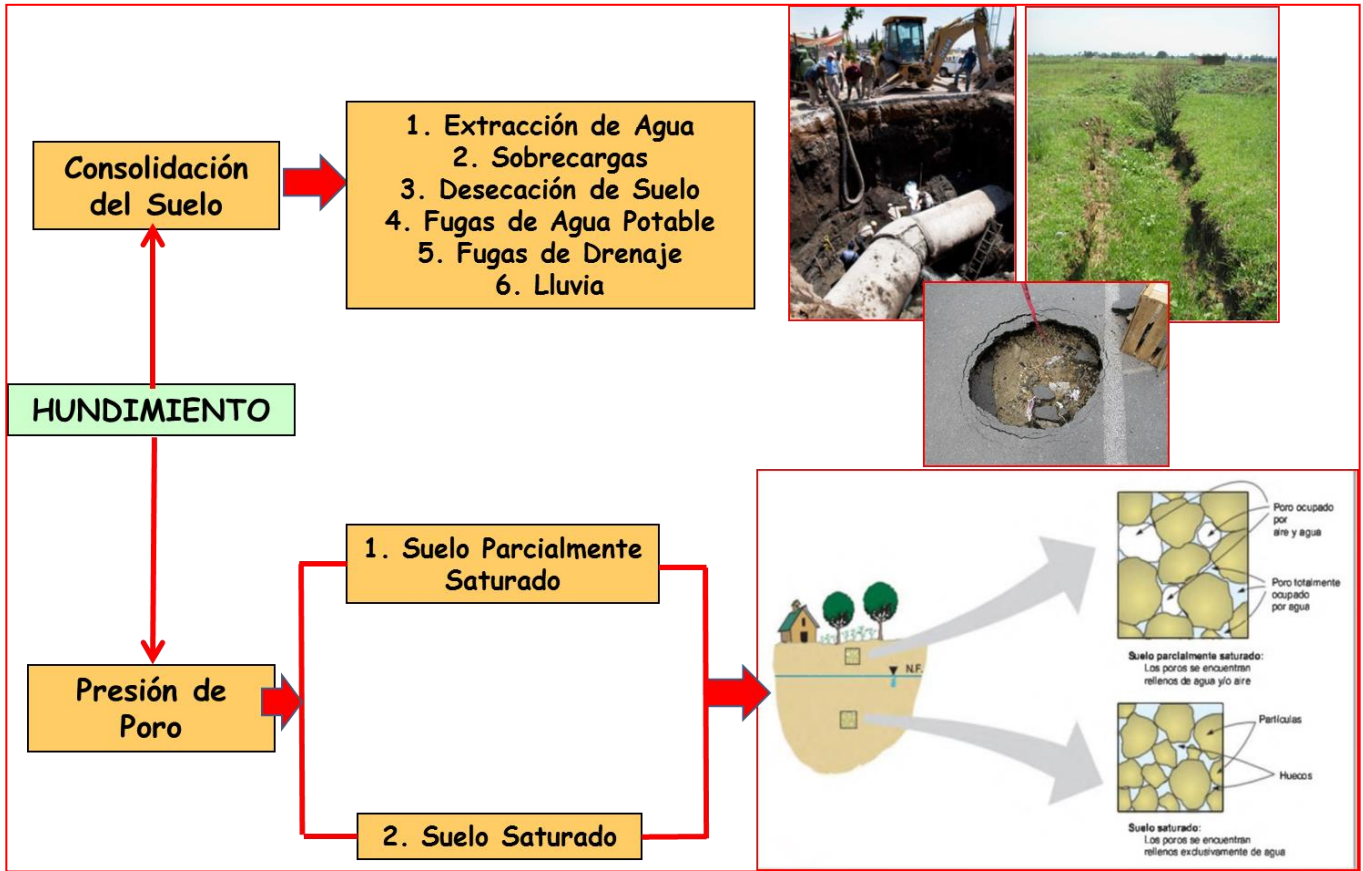 Consolidación
del Suelo
1. Extracción de Agua
2. Sobrecargas
3. Desecación de Suelo
4. Fugas de Agua Potable
5. Fugas de Drenaje
6. Lluvia
HUNDIMIENTO
Presión de
Poro
1. Suelo Parcialmente
Saturado
2. Suelo Saturado
N.F.
Poro ocupado
por
aire y agua
Poro totalmente
ocupado
por agua
Suelo parcialmente saturado:
Los poros se encuentran
rellenos de agua y/o aire
Partículas
Huecos
Suelo saturado:
Los poros se encuentran
rellenos exclusivamente de agua